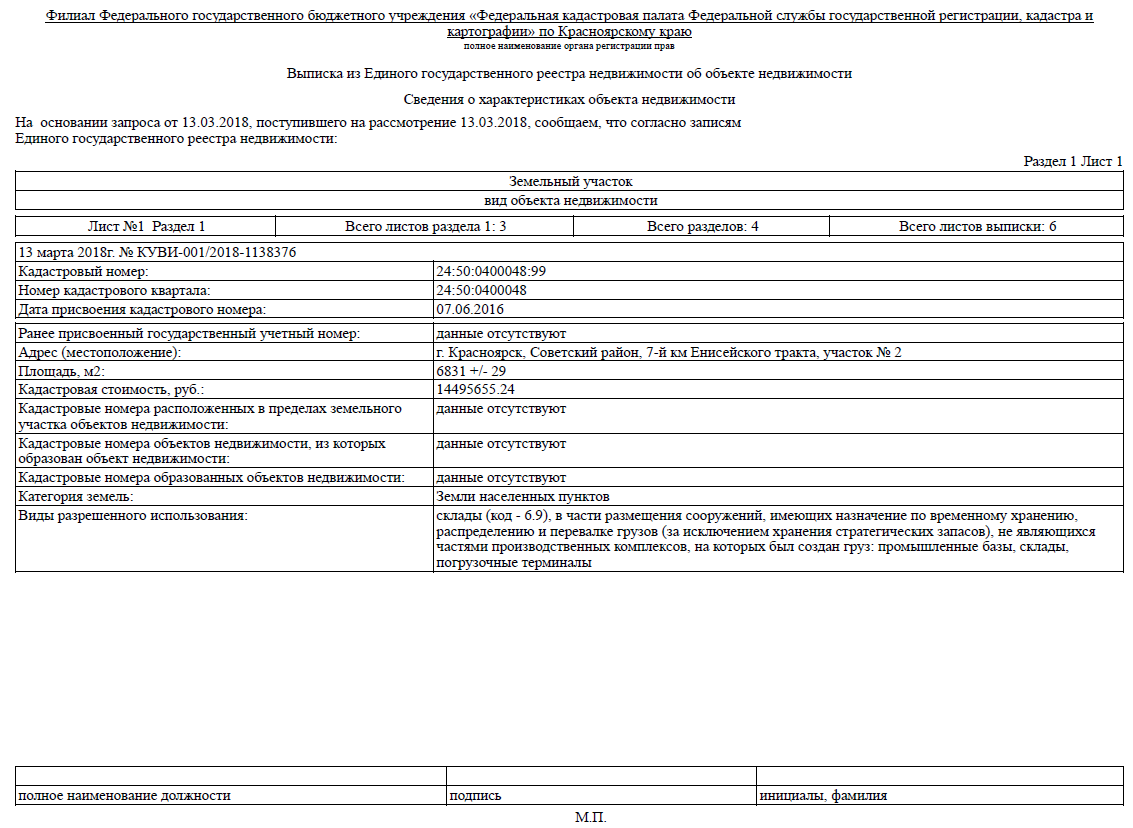 Филиал Федерального государственного бюджетного учреждения «Федеральная кадастровая палата Федеральной службы государственной регистрации, кадастра и
картографии» по Красноярскому краю
полное наименование органа регистрации прав
Выписка из Единого государственного реестра недвижимости об объекте недвижимости
Сведения о характеристиках объекта недвижимости
На основании запроса от 13.03.2018, поступившего на рассмотрение 13.03.2018, сообщаем, что согласно записям
Единого государственного реестра недвижимости:
Раздел 1 Лист 1
Земельный участок
вид объекта недвижимости
Лист №1 Раздел 1 Всего листов раздела 1: 3 Всего разделов: 4 Всего листов выписки: 6
13 марта 2018г. № КУВИ-001/2018-1138376
Кадастровый номер: 24:50:0400048:99
Номер кадастрового квартала: 24:50:0400048
Дата присвоения кадастрового номера: 07.06.2016
Ранее присвоенный государственный учетный номер: данные отсутствуют
Адрес (местоположение): г. Красноярск, Советский район, 7-й км Енисейского тракта, участок № 2
Площадь, м2: 6831 +/- 29
Кадастровая стоимость, руб.: 14495655.24
Кадастровые номера расположенных в пределах земельного данные отсутствуют
участка объектов недвижимости:
Кадастровые номера объектов недвижимости, из которых данные отсутствуют
образован объект недвижимости:
Кадастровые номера образованных объектов недвижимости: данные отсутствуют
Категория земель: Земли населенных пунктов
Виды разрешенного использования: склады (код - 6.9), в части размещения сооружений, имеющих назначение по временному хранению,
распределению и перевалке грузов (за исключением хранения стратегических запасов), не являющихся
частями производственных комплексов, на которых был создан груз: промышленные базы, склады,
погрузочные терминалы
полное наименование должности подпись инициалы, фамилия
М.П.